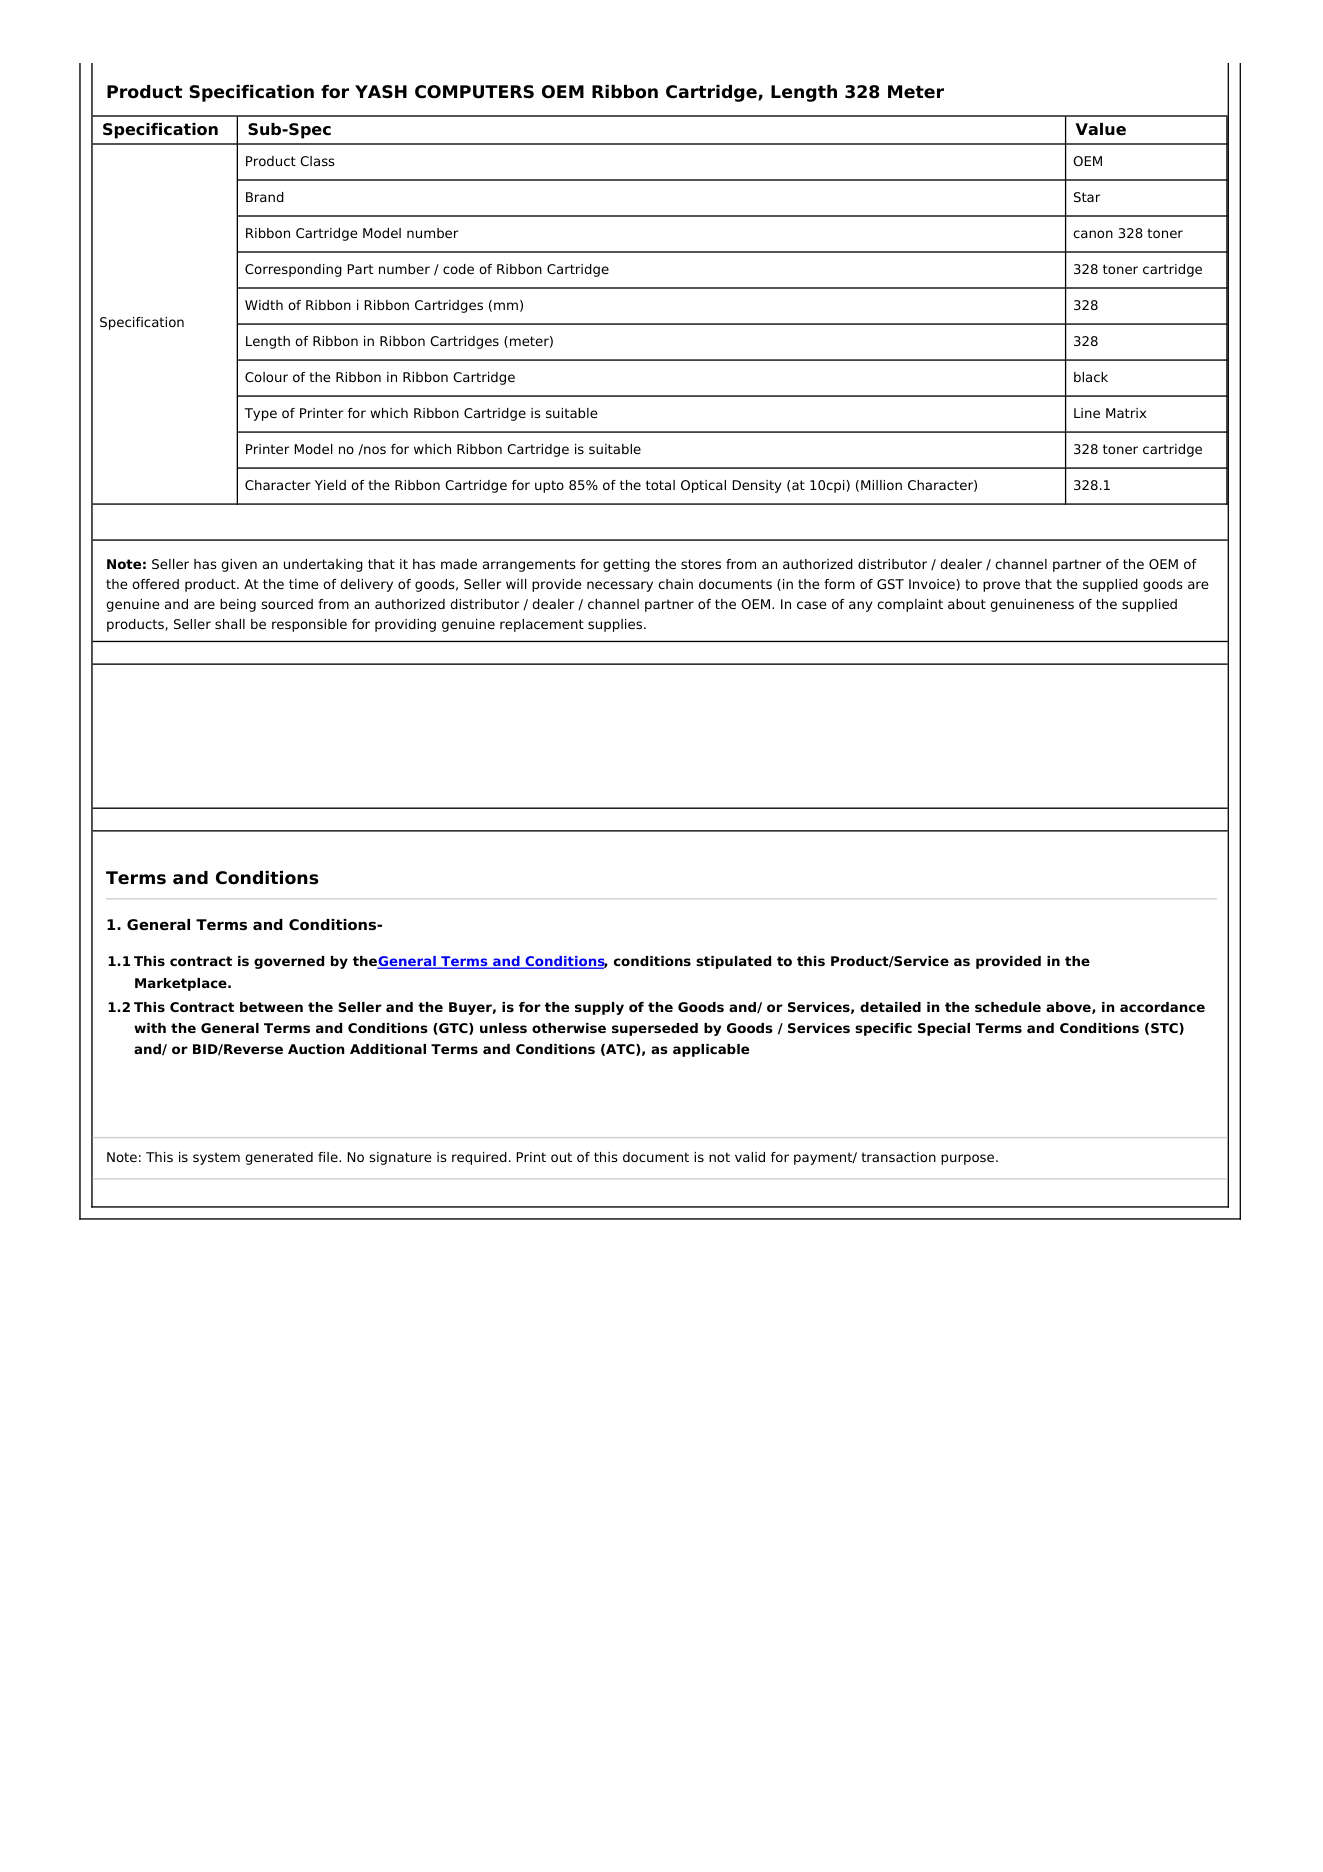 Product Specification for YASH COMPUTERS OEM Ribbon Cartridge, Length 328 Meter
Specification Sub-Spec Value
Product Class OEM
Brand Star
Ribbon Cartridge Model number canon 328 toner
Corresponding Part number / code of Ribbon Cartridge 328 toner cartridge
Width of Ribbon i Ribbon Cartridges (mm) 328
Specification
Length of Ribbon in Ribbon Cartridges (meter) 328
Colour of the Ribbon in Ribbon Cartridge black
Type of Printer for which Ribbon Cartridge is suitable Line Matrix
Printer Model no /nos for which Ribbon Cartridge is suitable 328 toner cartridge
Character Yield of the Ribbon Cartridge for upto 85% of the total Optical Density (at 10cpi) (Million Character) 328.1
Note: Seller has given an undertaking that it has made arrangements for getting the stores from an authorized distributor / dealer / channel partner of the OEM of
the offered product. At the time of delivery of goods, Seller will provide necessary chain documents (in the form of GST Invoice) to prove that the supplied goods are
genuine and are being sourced from an authorized distributor / dealer / channel partner of the OEM. In case of any complaint about genuineness of the supplied
products, Seller shall be responsible for providing genuine replacement supplies.
Terms and Conditions
1. General Terms and Conditions-
1.1 This contract is governed by theGeneral Terms and Conditions, conditions stipulated to this Product/Service as provided in the
Marketplace.
1.2 This Contract between the Seller and the Buyer, is for the supply of the Goods and/ or Services, detailed in the schedule above, in accordance
with the General Terms and Conditions (GTC) unless otherwise superseded by Goods / Services specific Special Terms and Conditions (STC)
and/ or BID/Reverse Auction Additional Terms and Conditions (ATC), as applicable
Note: This is system generated file. No signature is required. Print out of this document is not valid for payment/ transaction purpose.